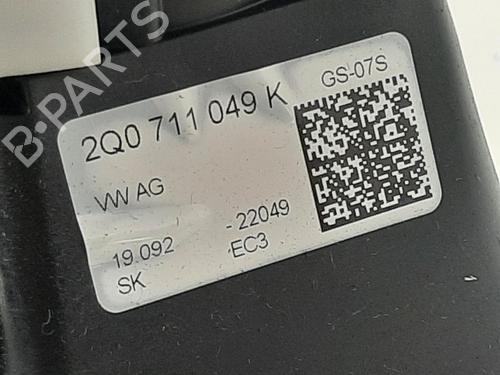 B-PARTS
GS-07S
2Q0 711 049 K
VW AG
19.092 - 22049
SK EC3